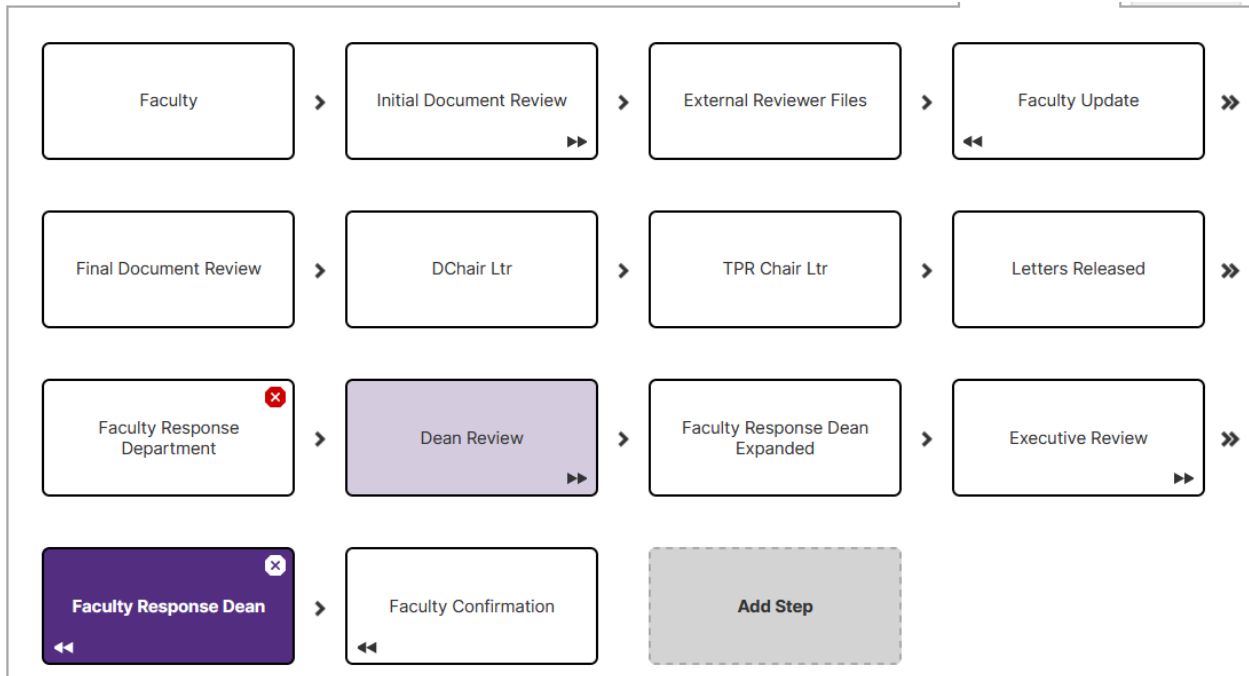 Faculty
Initial Document Review
External Reviewer Files
Faculty Update
Final Document Review
DChair Ltr
TPR Chair Ltr
Letters Released
Faculty Response
Department
Dean Review
Faculty Response Dean
Expanded
Executive Review
Faculty Response Dean
Faculty Confirmation
Add Step